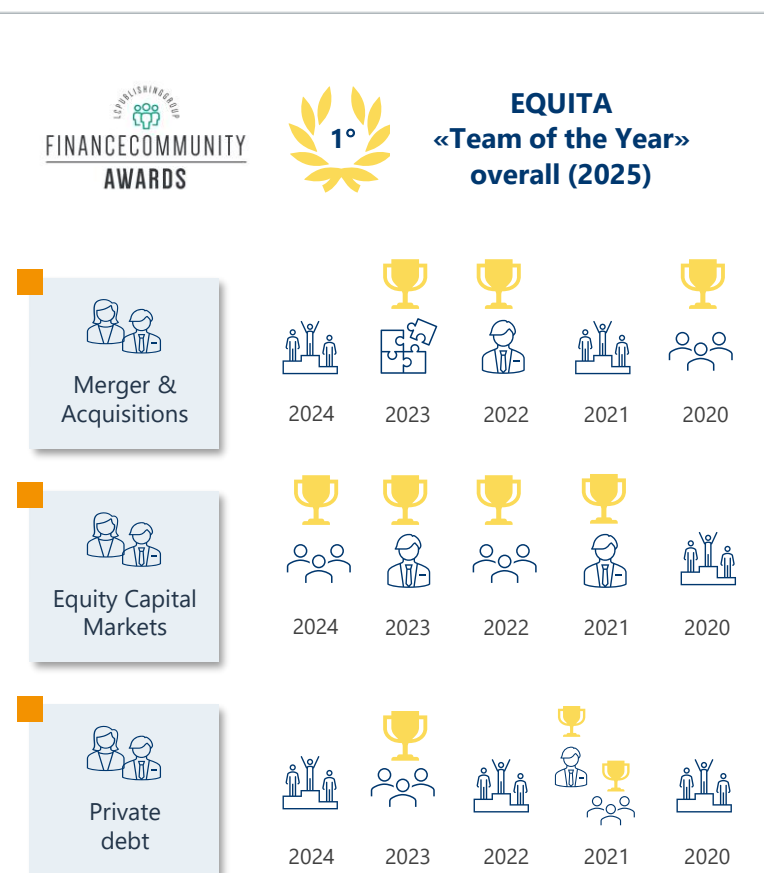 LCPUBLISHINGGROUP
FINANCECOMMUNITY
AWARDS
1°
EQUITA
«Team of the Year»
overall (2025)
Merger &
Acquisitions
2024 2023 2022 2021 2020
Equity Capital
Markets
2024 2023 2022 2021 2020
Private
debt
2024 2023 2022 2021 2020